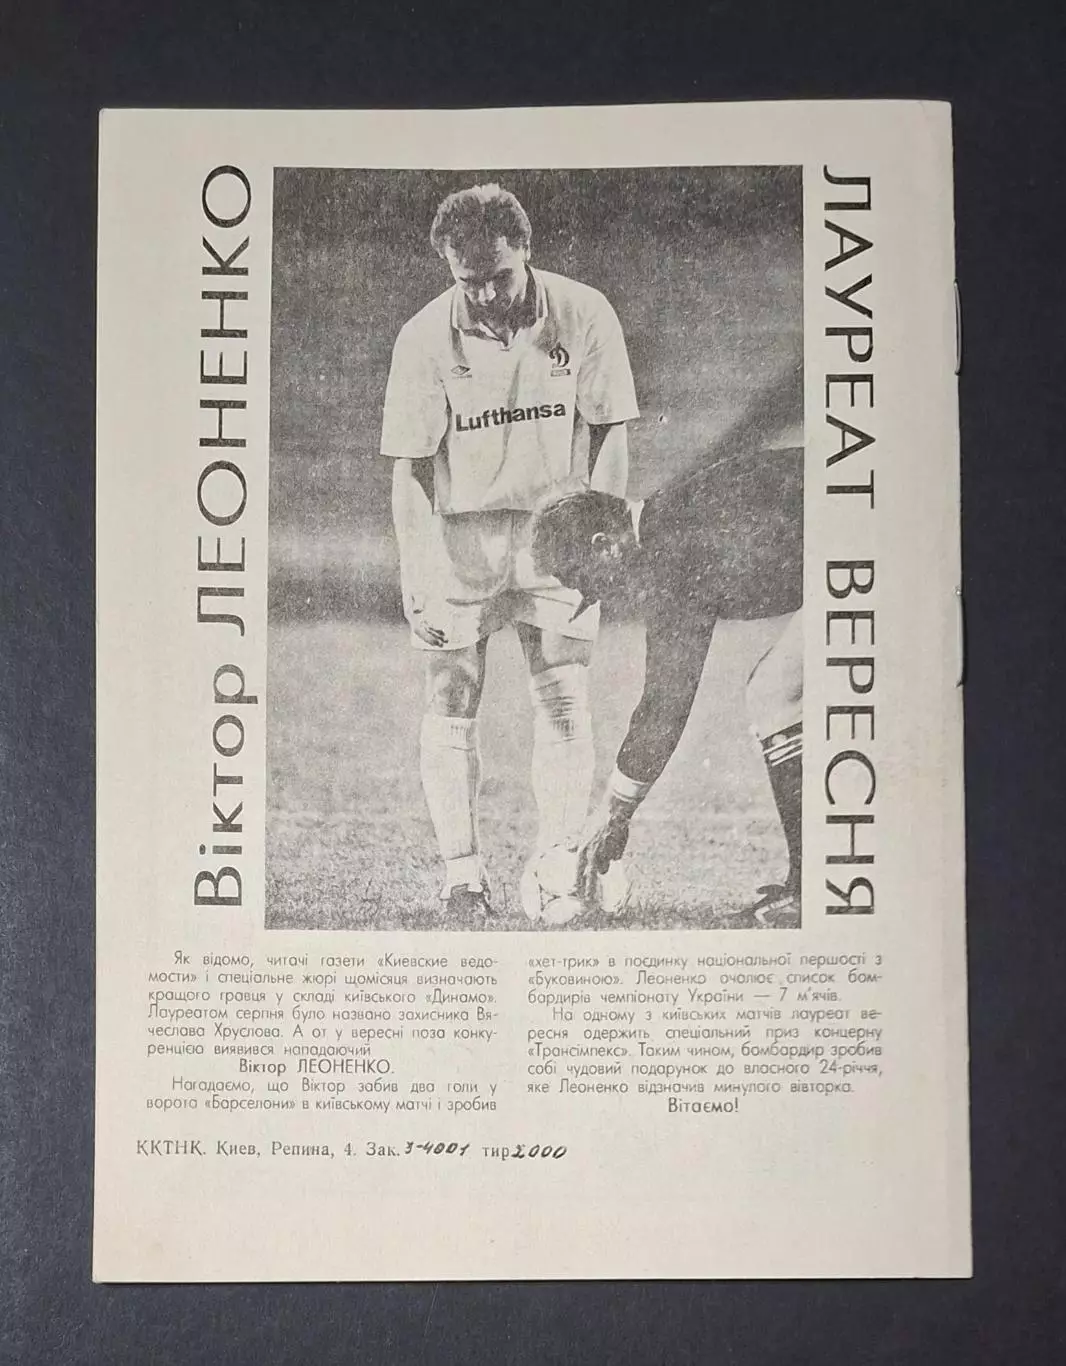 Віктор ЛЕОНЕНКО
ЛАУРЕАТ ВЕРЕСНЯ
Lufthansa
Як відомо, читачі газети «Киевские ведо-
мости» і спеціальне жюрі щомісяця визначають
кращого гравця у складі київського «Динамо».
Лауреатом серпня було названо захисника Вя-
чеслава Хруслова. А от у вересні поза конку-
ренцією виявився нападаючий
Віктор ЛЕОНЕНКО.
Нагадаємо, що Віктор забив два голи у
ворота «Барселони» в київському матчі і зробив
«хет-трик» в поєдинку національної першості з
«Буковиною». Леоненко очолює список бом-
бардирів чемпіонату України — 7 м'ячів.
На одному з київських матчів лауреат ве-
ресня одержить спеціальний приз концерну
«Трансімпекс». Таким чином, бомбардир зробив
собі чудовий подарунок до власного 24-річчя,
яке Леоненко відзначив минулого вівторка.
Вітаємо!
ККТНК. Киев, Репина, 4. Зак. 3-4001 тир 2000